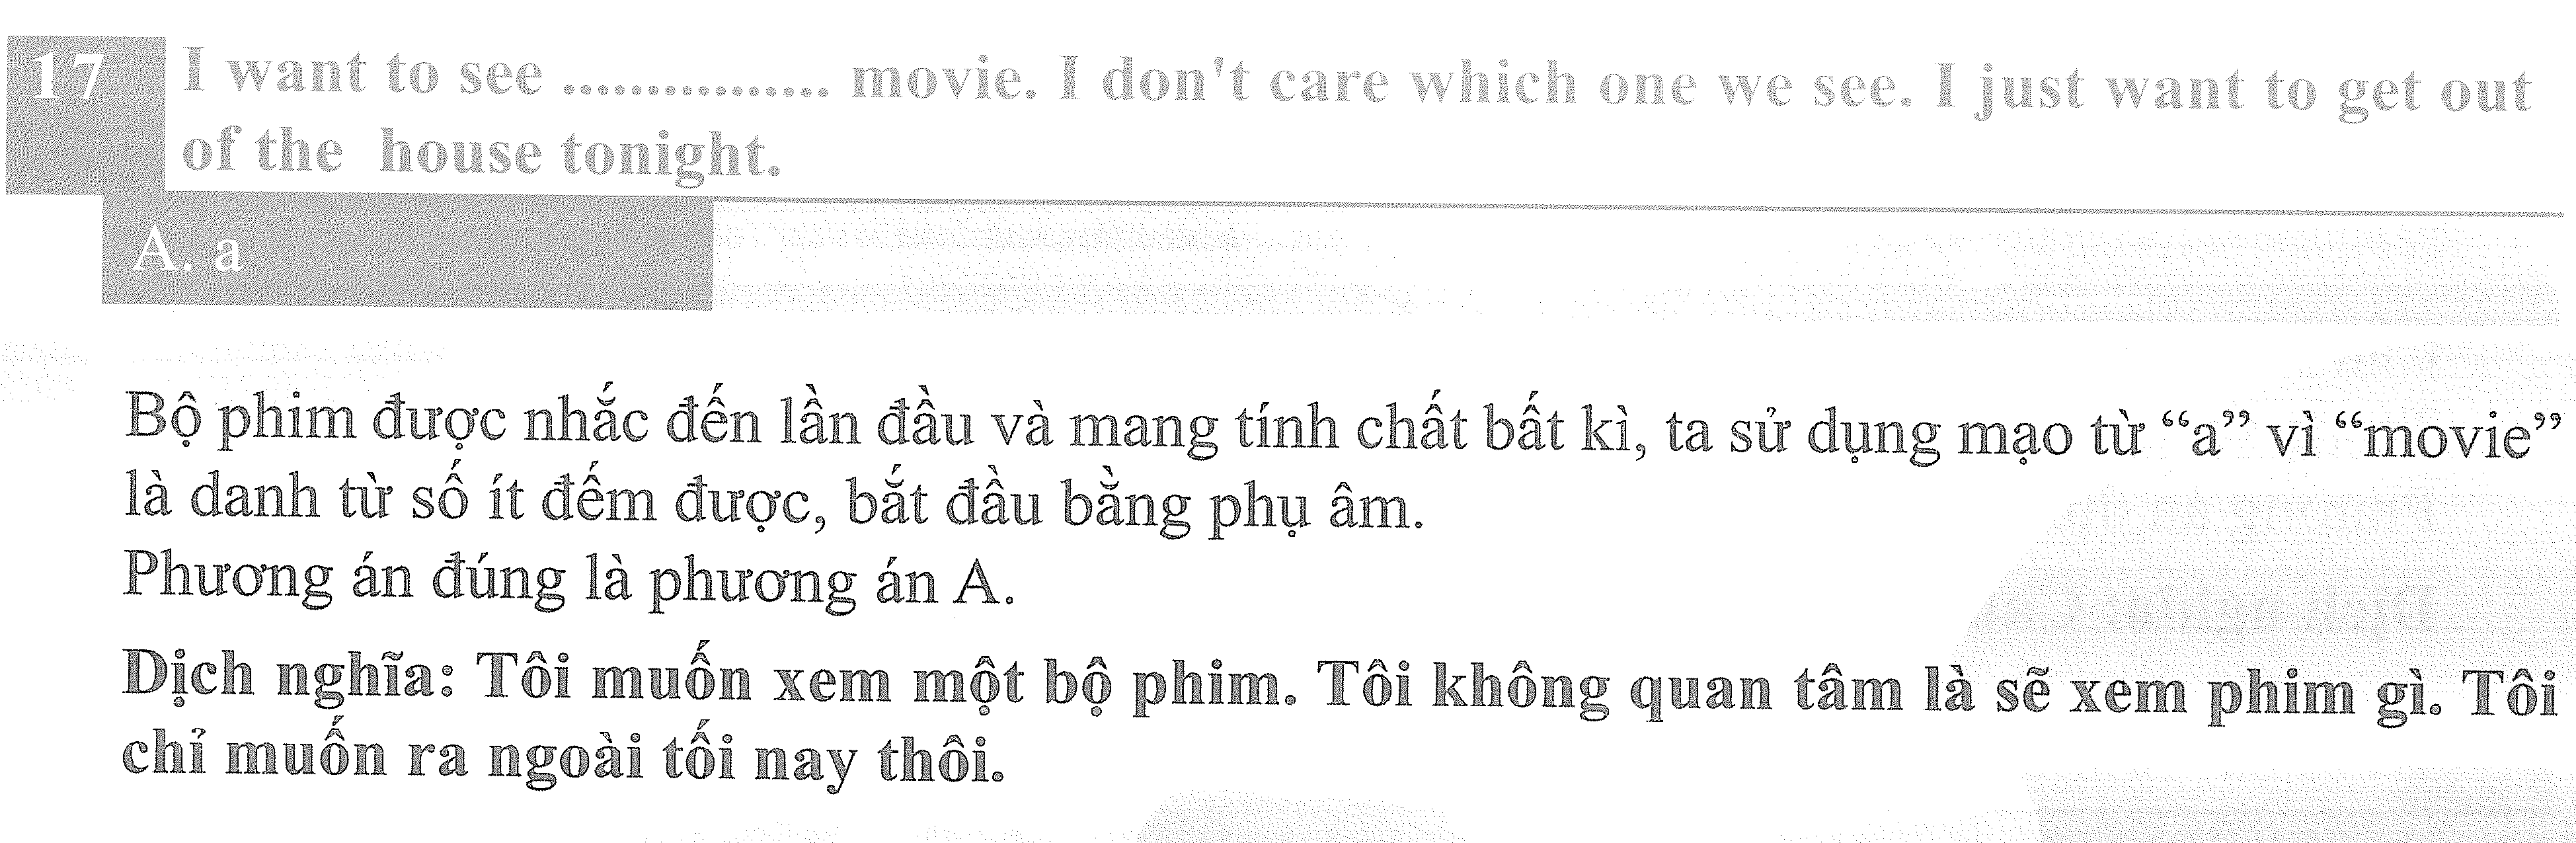 17 I want to see ................ movie. I don't care which one we see. I just want to get out
of the house tonight.
A. a
Bộ phim được nhắc đến lần đầu và mang tính chất bất kì, ta sử dụng mạo từ “a” vì “movie”
là danh từ số ít đếm được, bắt đầu bằng phụ âm.
Phương án đúng là phương án A.
Dịch nghĩa: Tôi muốn xem một bộ phim. Tôi không quan tâm là sẽ xem phim gì. Tôi
chỉ muốn ra ngoài tối nay thôi.